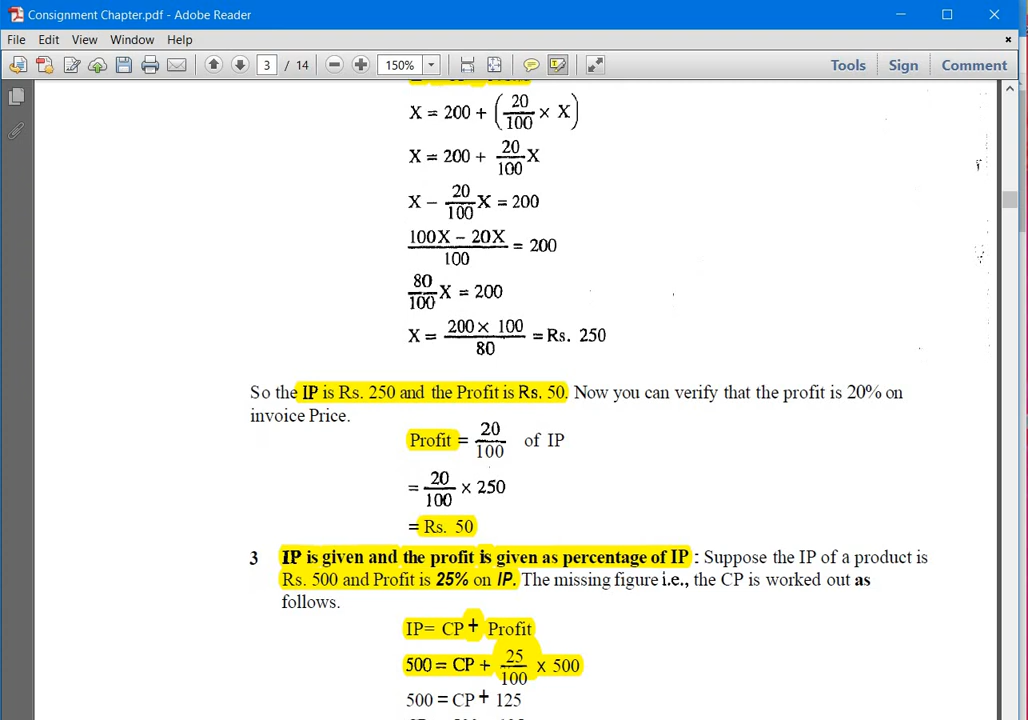 Consignment Chapter.pdf - Adobe Reader
File Edit View Window Help
3 / 14 150% Tools Sign Comment
X = 200 + (20/100 × X)
X = 200 + 20/100 X
X − 20/100 X = 200
100X − 20X / 100 = 200
80/100 X = 200
X = 200 × 100 / 80 = Rs. 250
So the IP is Rs. 250 and the Profit is Rs. 50. Now you can verify that the profit is 20% on
invoice Price.
Profit = 20/100 of IP
= 20/100 × 250
= Rs. 50
3 IP is given and the profit is given as percentage of IP : Suppose the IP of a product is
Rs. 500 and Profit is 25% on IP. The missing figure i.e., the CP is worked out as
follows.
IP= CP + Profit
500 = CP + 25/100 × 500
500 = CP + 125